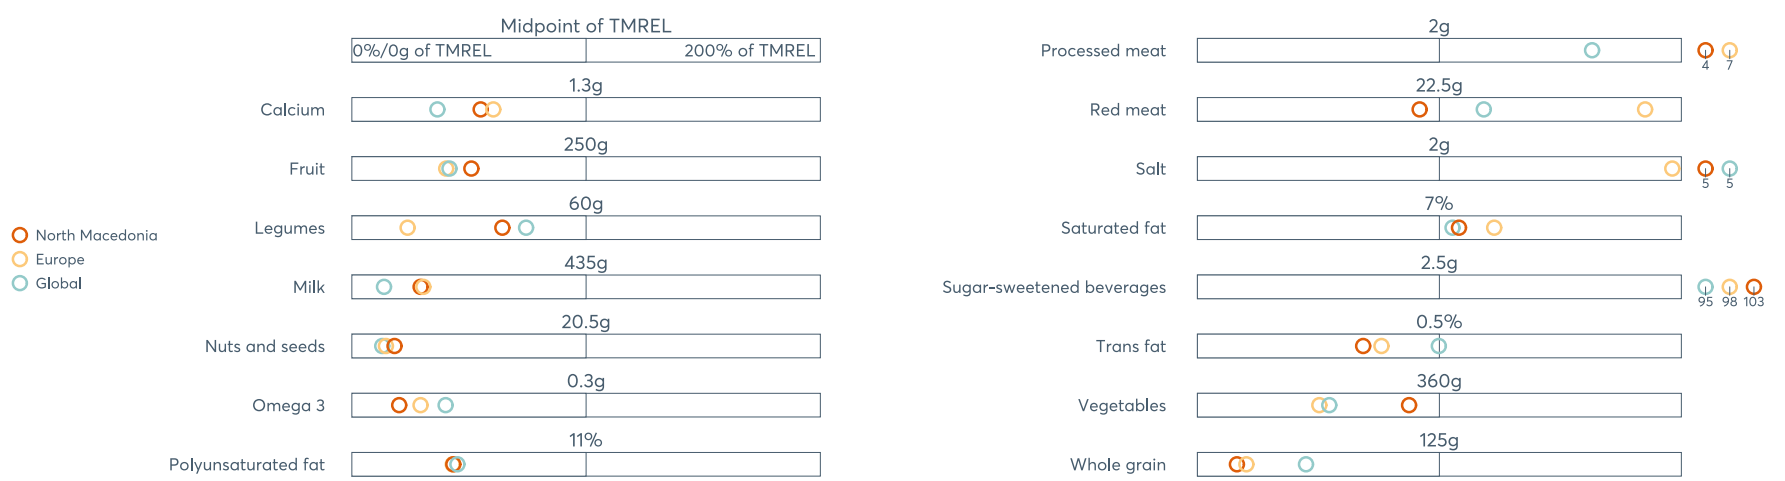 Midpoint of TMREL
0%/0g of TMREL 200% of TMREL
1.3g
Calcium
250g
Fruit
60g
Legumes
435g
Milk
20.5g
Nuts and seeds
0.3g
Omega 3
11%
Polyunsaturated fat
North Macedonia
Europe
Global
2g
Processed meat
4 7
22.5g
Red meat
2g
Salt
5 5
7%
Saturated fat
2.5g
Sugar-sweetened beverages
95 98 103
0.5%
Trans fat
360g
Vegetables
125g
Whole grain